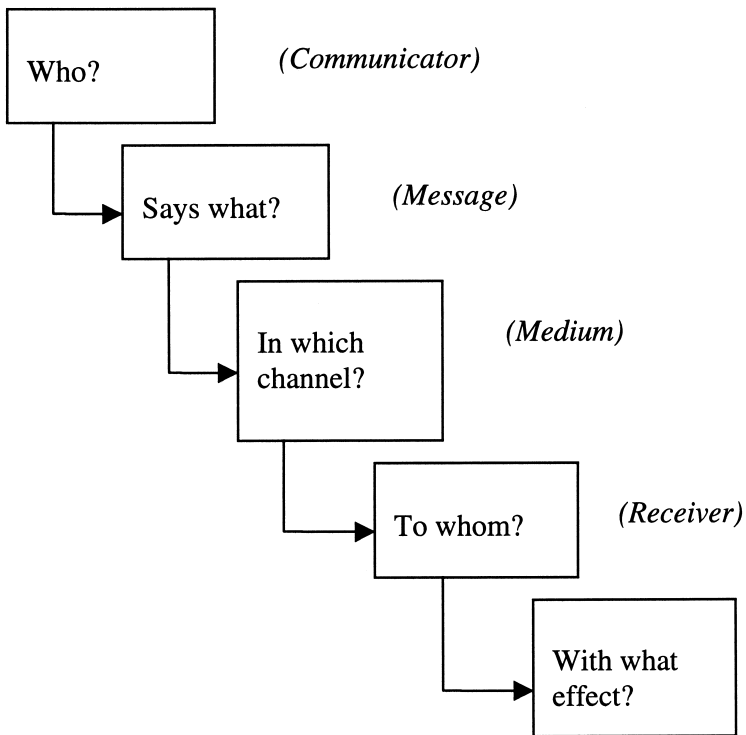 Who?
(Communicator)
Says what?
(Message)
In which
channel?
(Medium)
To whom?
(Receiver)
With what
effect?